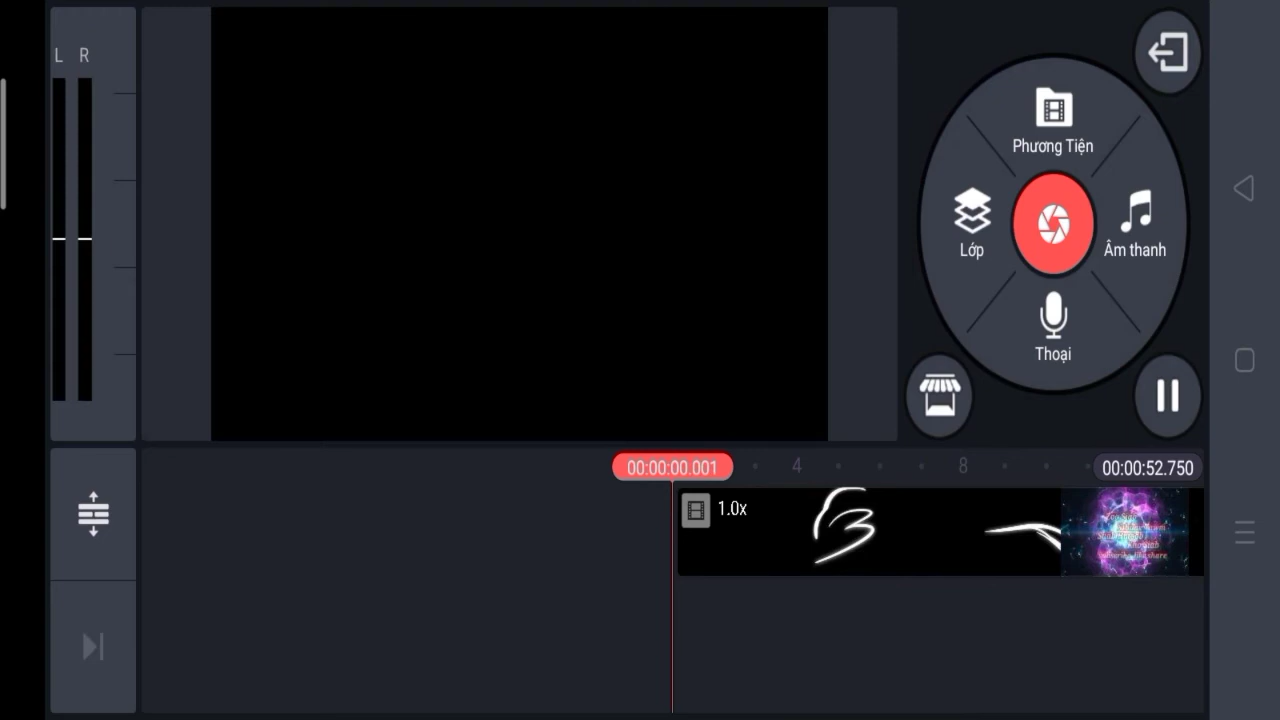 L R
Phương Tiện
Lớp
Âm thanh
Thoại
00:00:00.001
4
8
00:00:52.750
1.0x